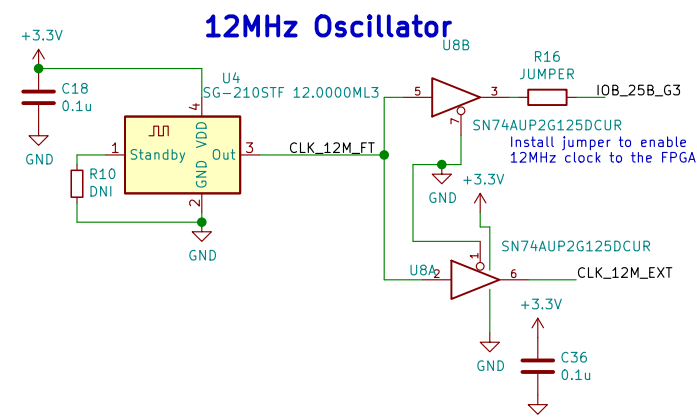 12MHz Oscillator
+3.3V
C18
0.1u
GND
U4
SG-210STF 12.0000ML3
4
VDD
1
Standby
Out
3
GND
2
R10
DNI
GND
CLK_12M_FT
U8B
5
3
7
SN74AUP2G125DCUR
R16
JUMPER
IOB_25B_G3
Install jumper to enable
12MHz clock to the FPGA
GND
+3.3V
SN74AUP2G125DCUR
1
U8A
2
6
CLK_12M_EXT
GND
+3.3V
C36
0.1u